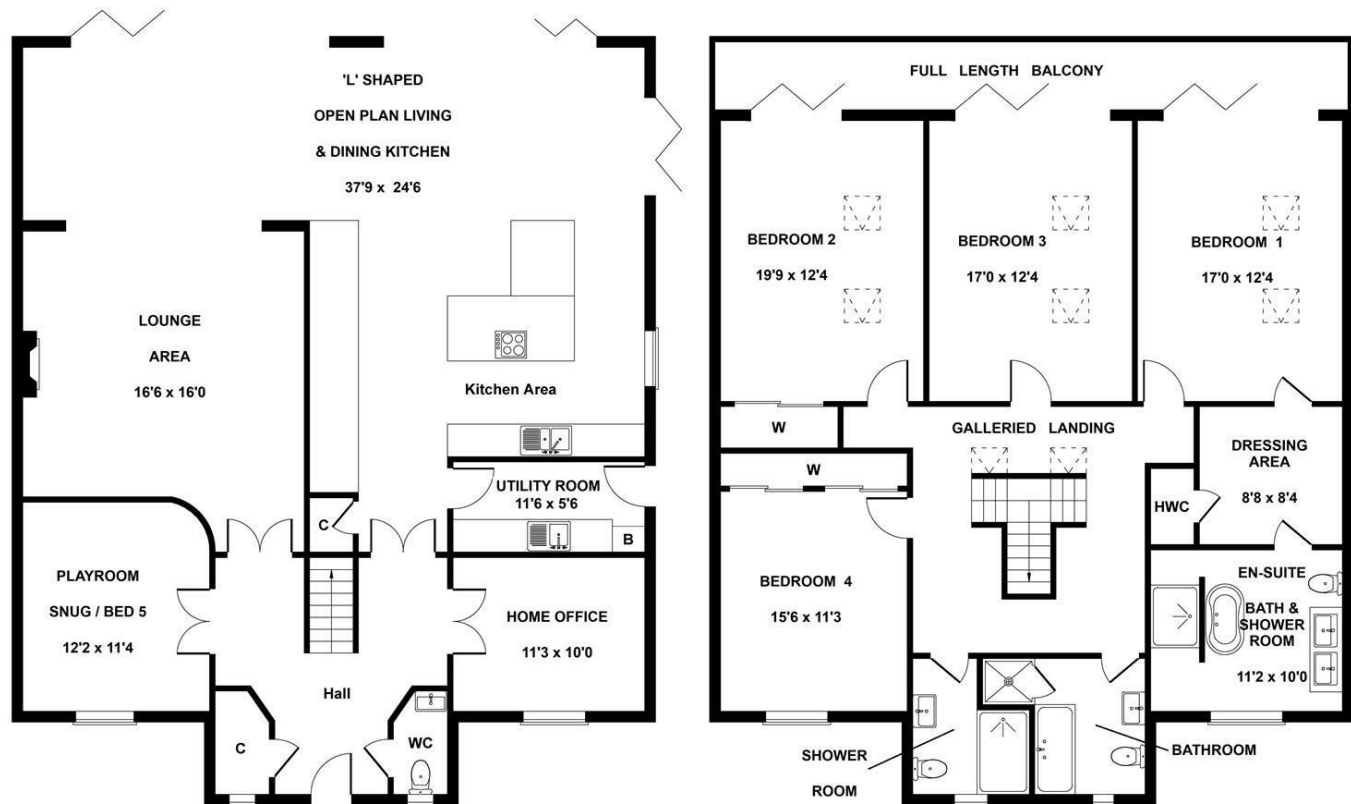 'L' SHAPED
OPEN PLAN LIVING
& DINING KITCHEN
37'9 x 24'6
LOUNGE
AREA
16'6 x 16'0
Kitchen Area
UTILITY ROOM
11'6 x 5'6
C
B
PLAYROOM
SNUG / BED 5
12'2 x 11'4
HOME OFFICE
11'3 x 10'0
Hall
C
WC
FULL LENGTH BALCONY
BEDROOM 2
19'9 x 12'4
BEDROOM 3
17'0 x 12'4
BEDROOM 1
17'0 x 12'4
W
GALLERIED LANDING
W
DRESSING
AREA
8'8 x 8'4
HWC
BEDROOM 4
15'6 x 11'3
EN-SUITE
BATH &
SHOWER
ROOM
11'2 x 10'0
SHOWER
ROOM
BATHROOM